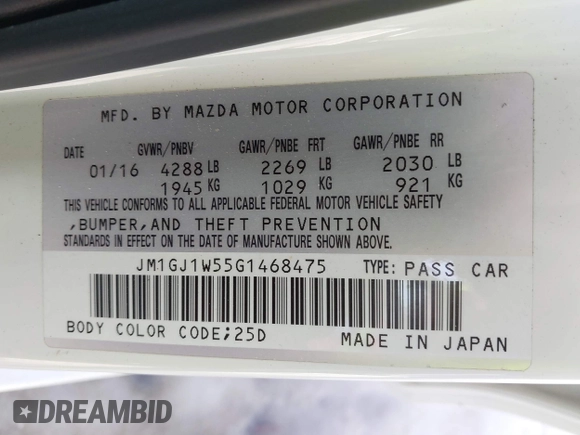 MFD. BY MAZDA MOTOR CORPORATION
DATE GVWR/PNBV GAWR/PNBE FRT GAWR/PNBE RR
01/16 4288 LB 2269 LB 2030 LB
1945 KG 1029 KG 921 KG
THIS VEHICLE CONFORMS TO ALL APPLICABLE FEDERAL MOTOR VEHICLE SAFETY
,BUMPER,AND THEFT PREVENTION
STANDARDS IN EFFECT ON THE DATE OF MANUFACTURE SHOWN ABOVE.
JM1GJ1W55G1468475 TYPE: PASS CAR
BODY COLOR CODE;25D MADE IN JAPAN
DREAMBID